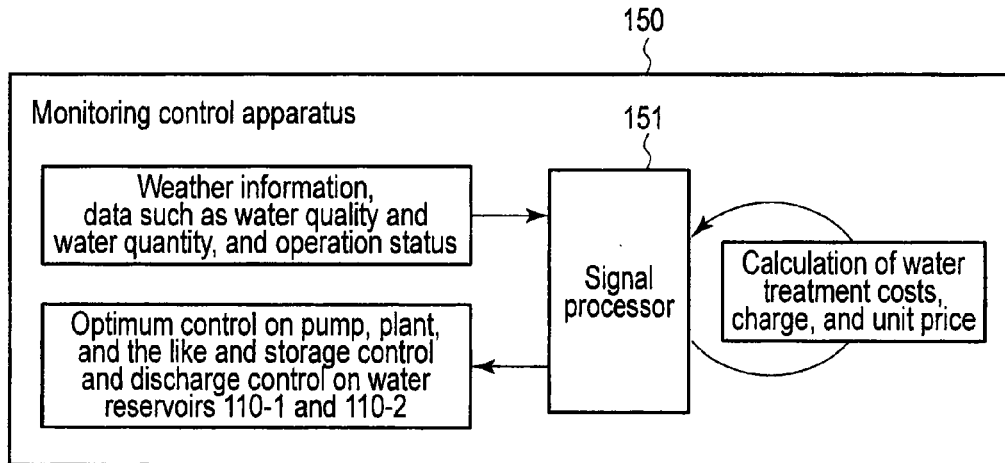 150
Monitoring control apparatus
151
Weather information,
data such as water quality and
water quantity, and operation status
Signal
processor
Calculation of water
treatment costs,
charge, and unit price
Optimum control on pump, plant,
and the like and storage control
and discharge control on water
reservoirs 110-1 and 110-2